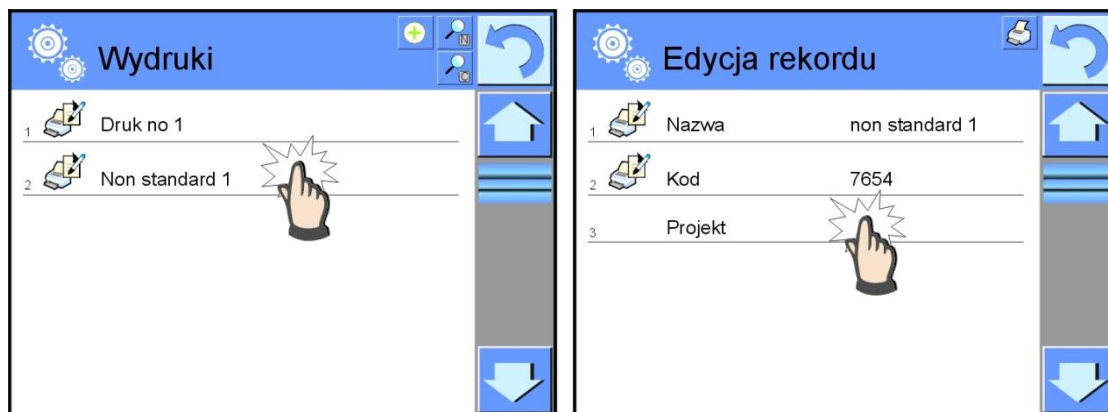 Wydruki
N
C
1 Druk no 1
2 Non standard 1
Edycja rekordu
1 Nazwa non standard 1
2 Kod 7654
3 Projekt